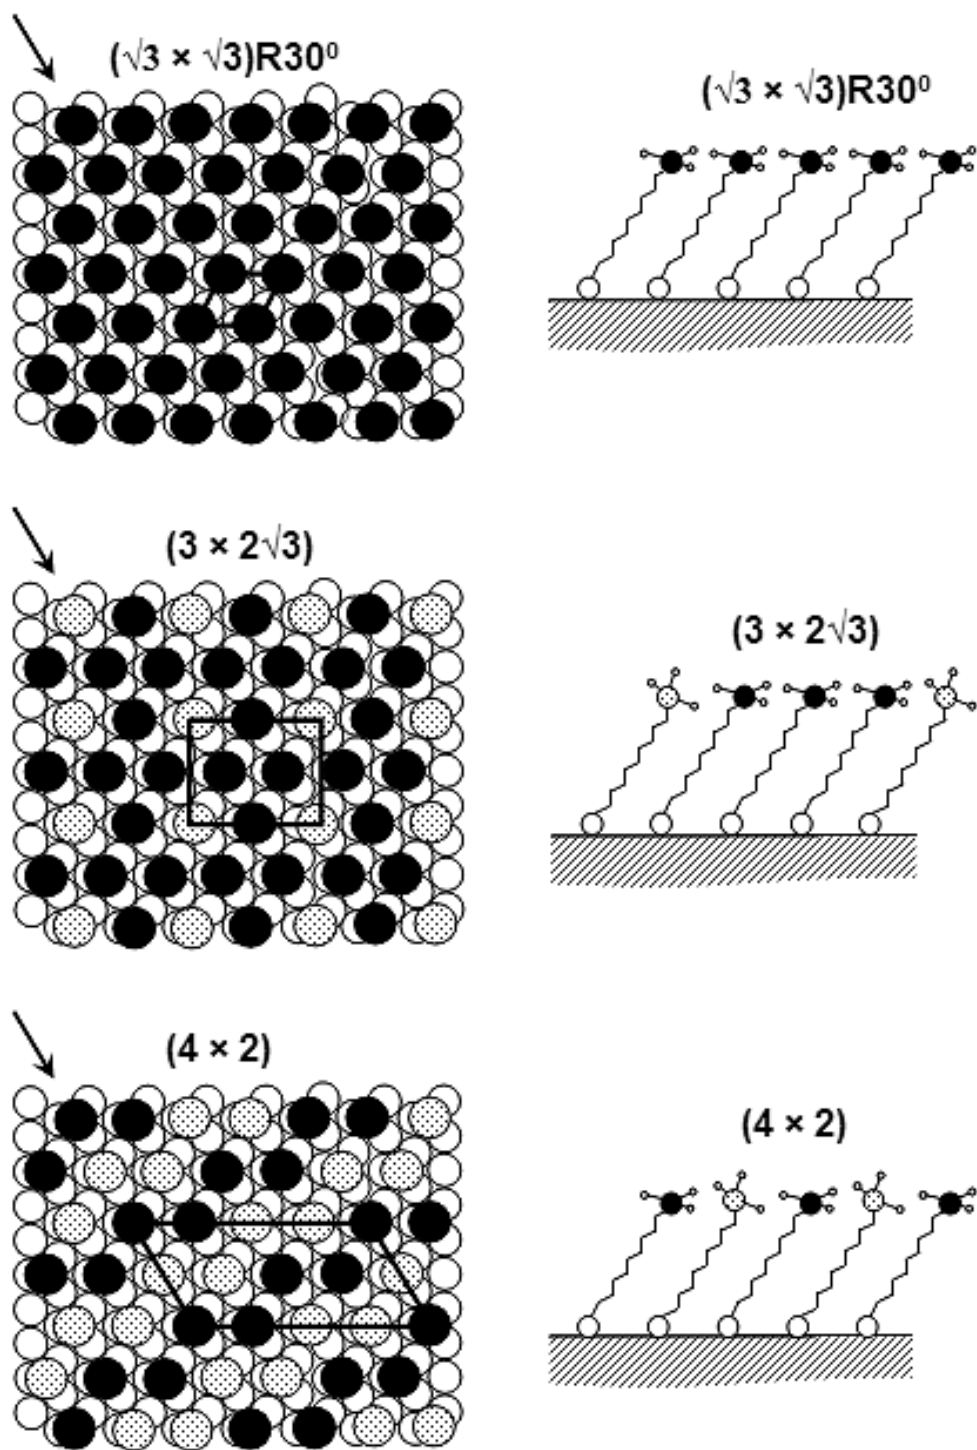 (√3 × √3)R30⁰
(√3 × √3)R30⁰
(3 × 2√3)
(3 × 2√3)
(4 × 2)
(4 × 2)